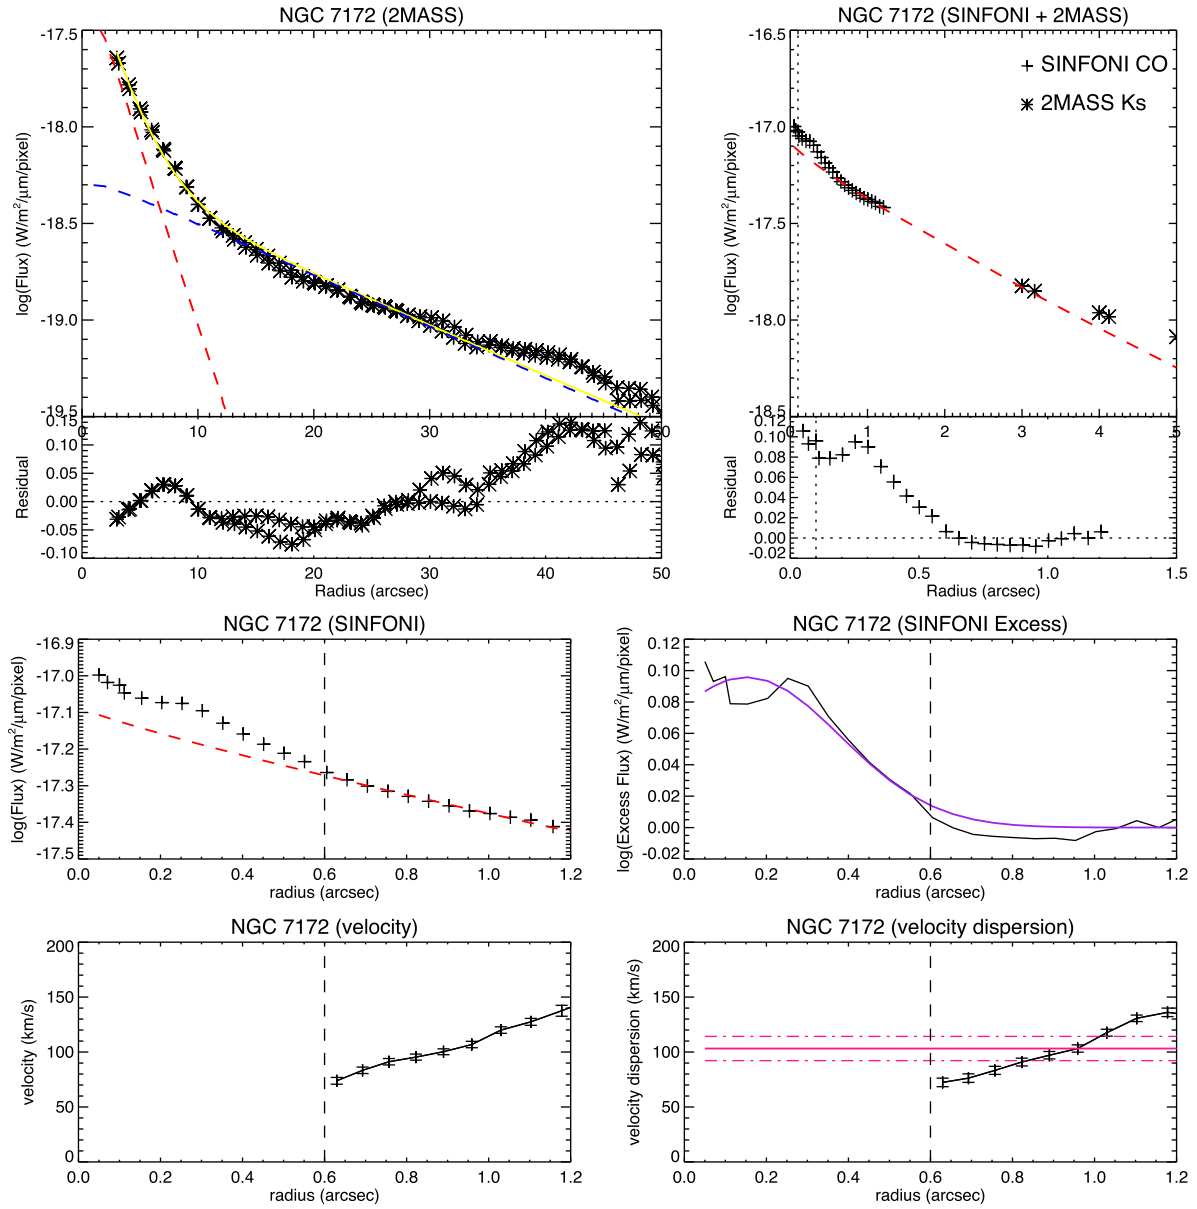 NGC 7172 (2MASS)
-17.5
-18.0
-18.5
-19.0
-19.5
log(Flux) (W/m²/μm/pixel)
10 20 30 40 50
0.15
0.10
0.05
0.00
-0.05
-0.10
Residual
0 10 20 30 40 50
Radius (arcsec)
NGC 7172 (SINFONI + 2MASS)
SINFONI CO
2MASS Ks
-16.5
-17.0
-17.5
-18.0
-18.5
log(Flux) (W/m²/μm/pixel)
0 1 2 3 4 5
0.12
0.10
0.08
0.06
0.04
0.02
0.00
-0.02
Residual
0.0 0.5 1.0 1.5
Radius (arcsec)
NGC 7172 (SINFONI)
-16.9
-17.0
-17.1
-17.2
-17.3
-17.4
-17.5
log(Flux) (W/m²/μm/pixel)
0.0 0.2 0.4 0.6 0.8 1.0 1.2
radius (arcsec)
NGC 7172 (SINFONI Excess)
0.12
0.10
0.08
0.06
0.04
0.02
0.00
-0.02
log(Excess Flux) (W/m²/μm/pixel)
0.0 0.2 0.4 0.6 0.8 1.0 1.2
radius (arcsec)
NGC 7172 (velocity)
200
150
100
50
0
velocity (km/s)
0.0 0.2 0.4 0.6 0.8 1.0 1.2
radius (arcsec)
NGC 7172 (velocity dispersion)
200
150
100
50
0
velocity dispersion (km/s)
0.0 0.2 0.4 0.6 0.8 1.0 1.2
radius (arcsec)